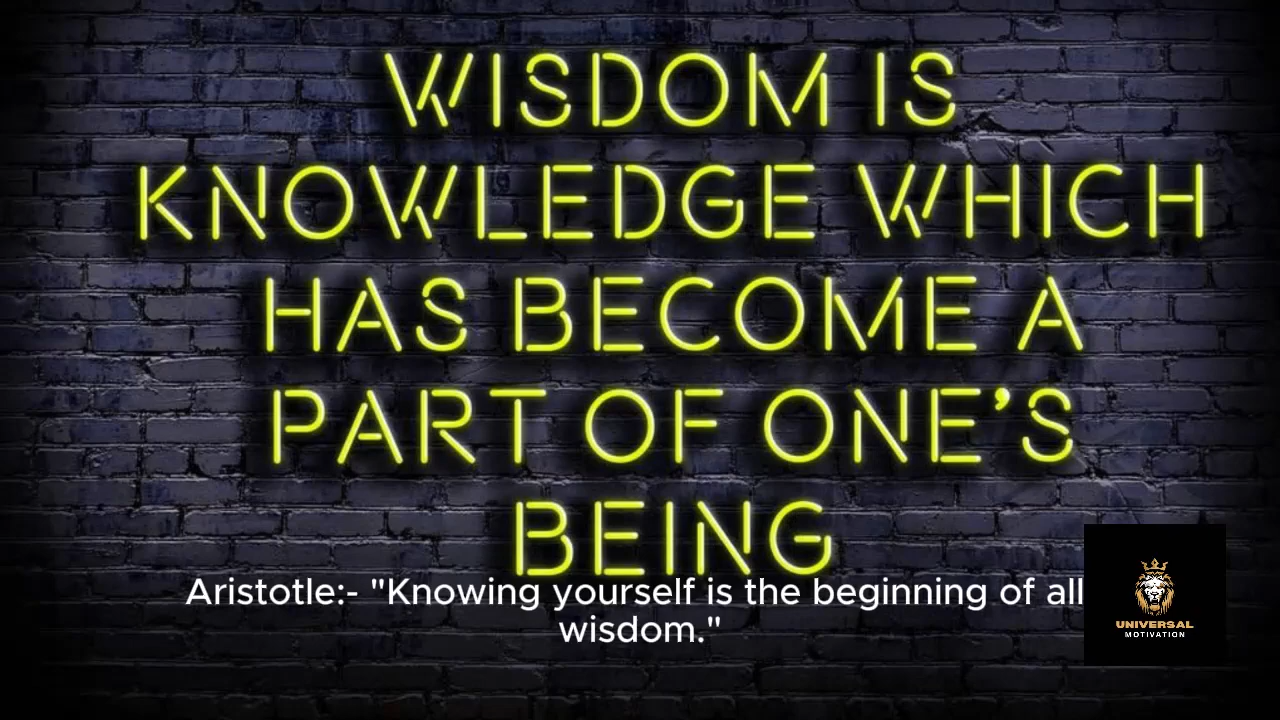 WISDOM IS
KNOWLEDGE WHICH
HAS BECOME A
PART OF ONE'S
BEING
Aristotle:- "Knowing yourself is the beginning of all
wisdom."
UNIVERSAL
MOTIVATION